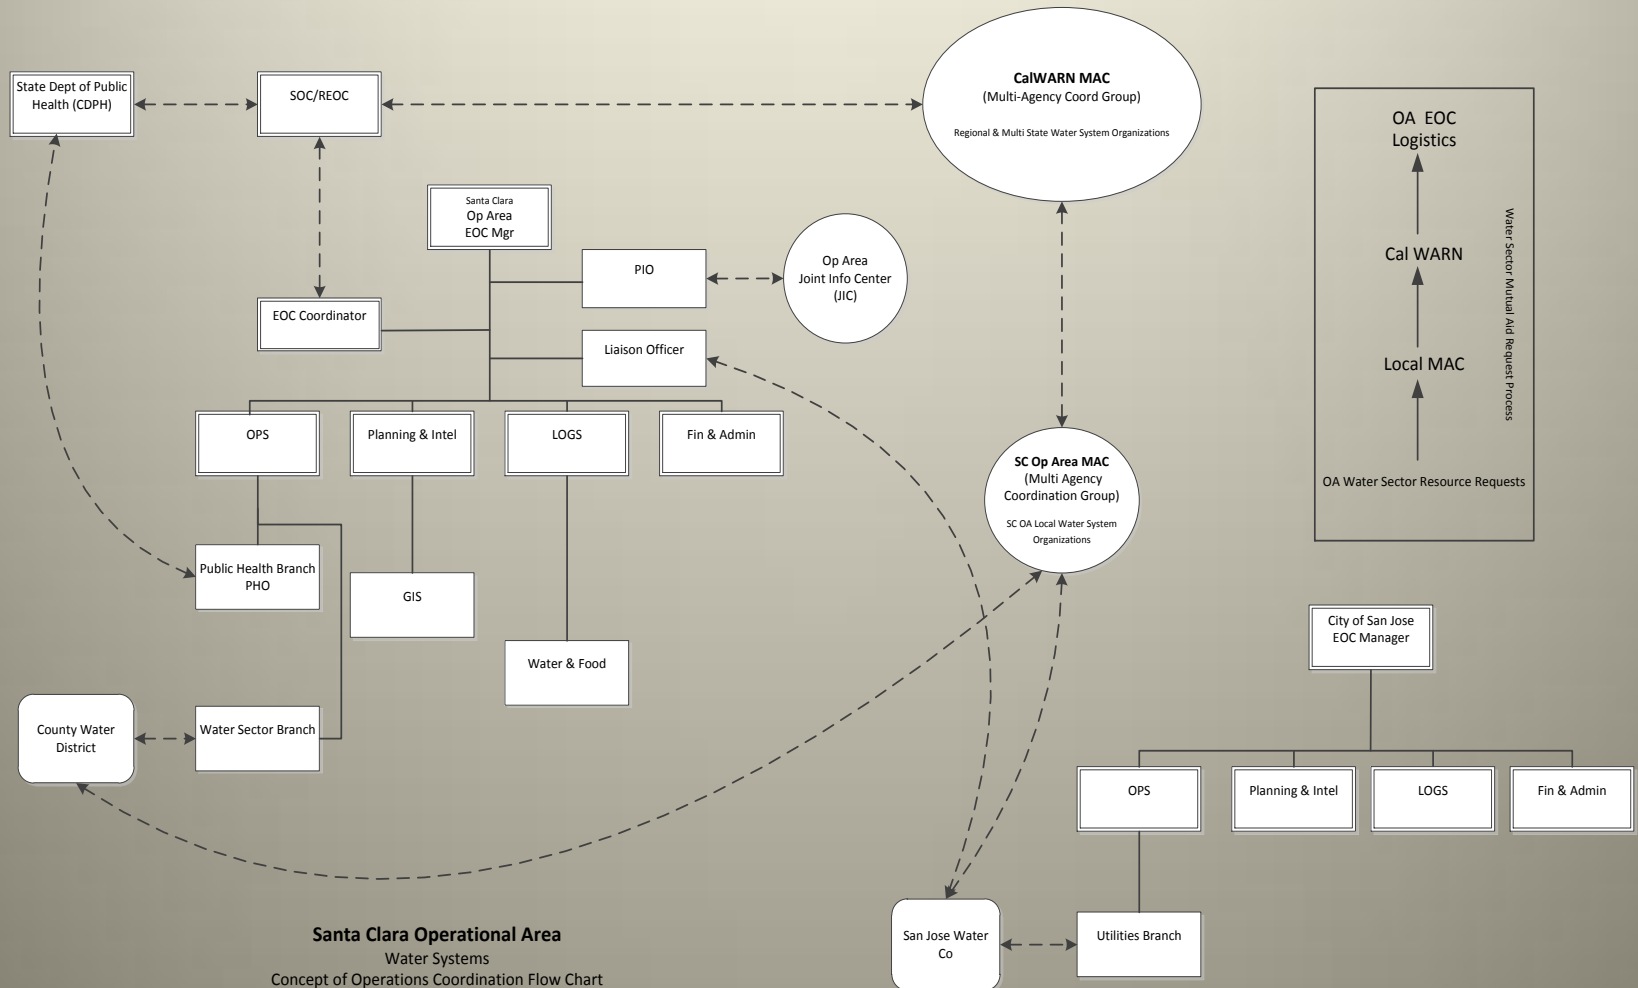 CalWARN MAC
(Multi-Agency Coord Group)
Regional & Multi State Water System Organizations
State Dept of Public
Health (CDPH)
SOC/REOC
OA EOC
Logistics
Cal WARN
Local MAC
OA Water Sector Resource Requests
Water Sector Mutual Aid Request Process
Santa Clara
Op Area
EOC Mgr
PIO
Op Area
Joint Info Center
(JIC)
EOC Coordinator
Liaison Officer
OPS
Planning & Intel
LOGS
Fin & Admin
SC Op Area MAC
(Multi Agency
Coordination Group)
SC OA Local Water System
Organizations
Public Health Branch
PHO
GIS
Water & Food
County Water
District
Water Sector Branch
City of San Jose
EOC Manager
OPS
Planning & Intel
LOGS
Fin & Admin
San Jose Water
Co
Utilities Branch
Santa Clara Operational Area
Water Systems
Concept of Operations Coordination Flow Chart